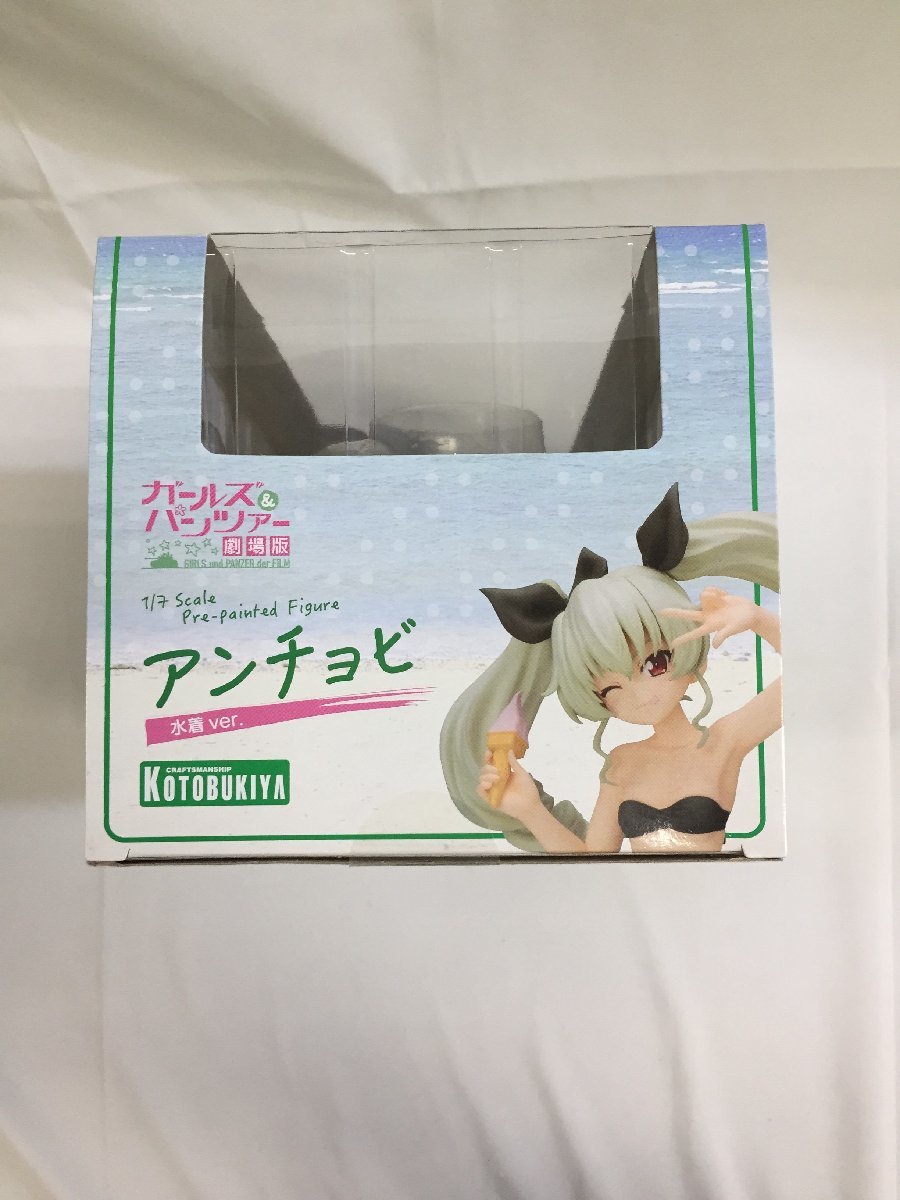 ガールズ&
パンツァー
劇場版
GIRLS und PANZER der FILM
1/7 Scale
Pre-painted Figure
アンチョビ
水着 ver.
CRAFTSMANSHIP
KOTOBUKIYA